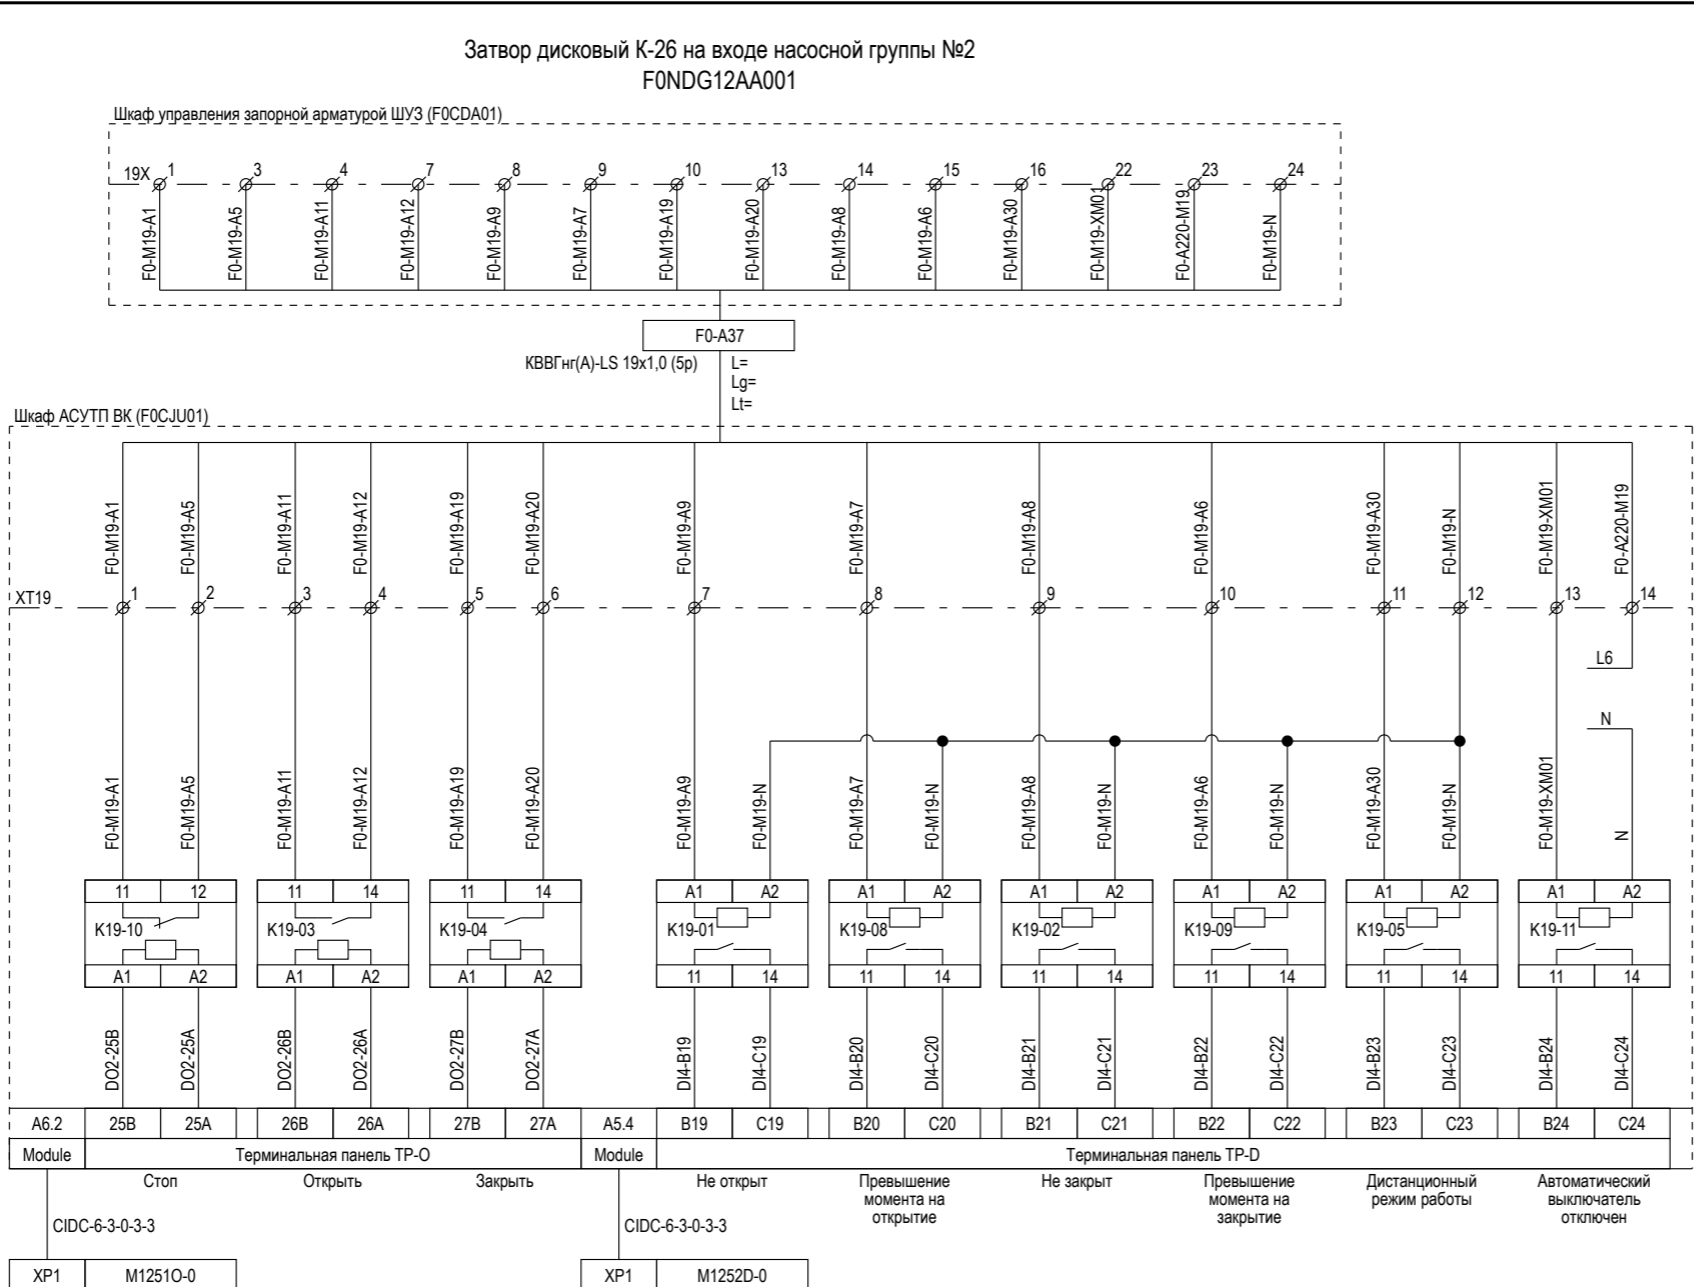 Затвор дисковый К-26 на входе насосной группы №2
F0NDG12AA001
Шкаф управления запорной арматурой ШУЗ (F0CDA01)
19X 1 3 4 7 8 9 10 13 14 15 16 22 23 24
F0-M19-A1 F0-M19-A5 F0-M19-A11 F0-M19-A12 F0-M19-A9 F0-M19-A7 F0-M19-A19 F0-M19-A20 F0-M19-A8 F0-M19-A6 F0-M19-A30 F0-M19-XM01 F0-A220-M19 F0-M19-N
F0-A37
КВВГнг(А)-LS 19х1,0 (5р) L=
Lg=
Lt=
Шкаф АСУТП ВК (F0CJU01)
F0-M19-A1 F0-M19-A5 F0-M19-A11 F0-M19-A12 F0-M19-A19 F0-M19-A20 F0-M19-A9 F0-M19-A7 F0-M19-A8 F0-M19-A6 F0-M19-A30 F0-M19-N F0-M19-XM01 F0-A220-M19
XT19 1 2 3 4 5 6 7 8 9 10 11 12 13 14
L6
N
F0-M19-A1 F0-M19-A5 F0-M19-A11 F0-M19-A12 F0-M19-A19 F0-M19-A20 F0-M19-A9 F0-M19-N F0-M19-A7 F0-M19-N F0-M19-A8 F0-M19-N F0-M19-A6 F0-M19-N F0-M19-A30 F0-M19-N F0-M19-XM01 N
11 12 11 14 11 14 A1 A2 A1 A2 A1 A2 A1 A2 A1 A2 A1 A2
K19-10 K19-03 K19-04 K19-01 K19-08 K19-02 K19-09 K19-05 K19-11
A1 A2 A1 A2 A1 A2 11 14 11 14 11 14 11 14 11 14 11 14
DO2-25B DO2-25A DO2-26B DO2-26A DO2-27B DO2-27A DI4-B19 DI4-C19 DI4-B20 DI4-C20 DI4-B21 DI4-C21 DI4-B22 DI4-C22 DI4-B23 DI4-C23 DI4-B24 DI4-C24
A6.2 25B 25A 26B 26A 27B 27A A5.4 B19 C19 B20 C20 B21 C21 B22 C22 B23 C23 B24 C24
Module Терминальная панель TP-O Module Терминальная панель TP-D
Стоп Открыть Закрыть Не открыт Превышение Не закрыт Превышение Дистанционный Автоматический
момента на момента на режим работы выключатель
открытие закрытие отключен
CIDC-6-3-0-3-3 CIDC-6-3-0-3-3
XP1 M1251O-0 XP1 M1252D-0